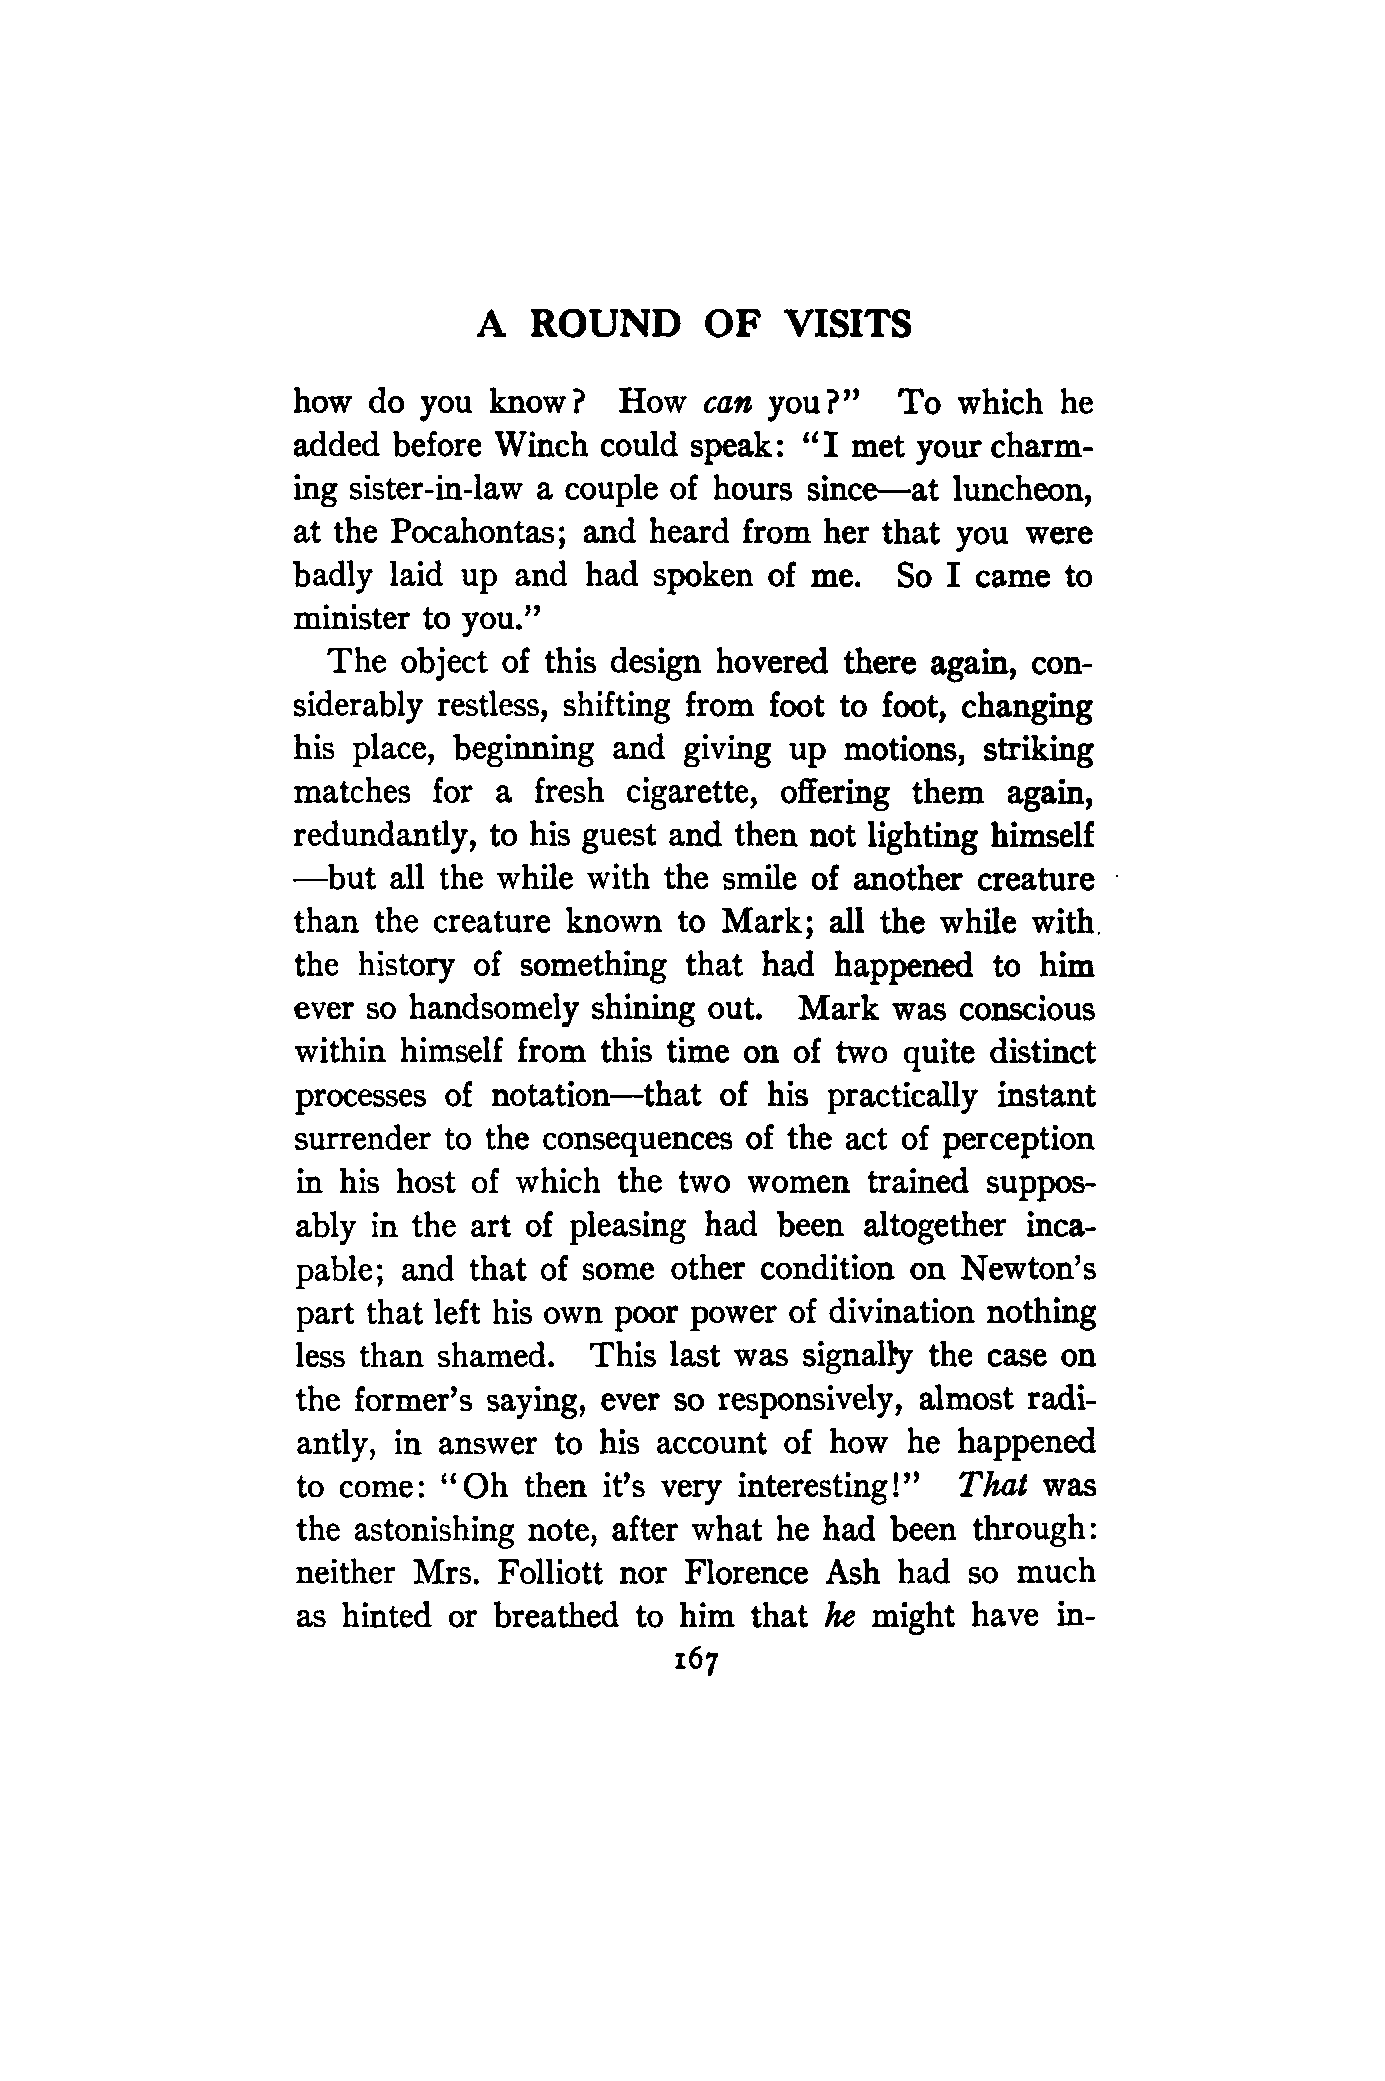 A ROUND OF VISITS
how do you know? How can you?” To which he
added before Winch could speak: “I met your charm-
ing sister-in-law a couple of hours since—at luncheon,
at the Pocahontas; and heard from her that you were
badly laid up and had spoken of me. So I came to
minister to you.”
The object of this design hovered there again, con-
siderably restless, shifting from foot to foot, changing
his place, beginning and giving up motions, striking
matches for a fresh cigarette, offering them again,
redundantly, to his guest and then not lighting himself
—but all the while with the smile of another creature
than the creature known to Mark; all the while with
the history of something that had happened to him
ever so handsomely shining out. Mark was conscious
within himself from this time on of two quite distinct
processes of notation—that of his practically instant
surrender to the consequences of the act of perception
in his host of which the two women trained suppos-
ably in the art of pleasing had been altogether inca-
pable; and that of some other condition on Newton’s
part that left his own poor power of divination nothing
less than shamed. This last was signally the case on
the former’s saying, ever so responsively, almost radi-
antly, in answer to his account of how he happened
to come: “Oh then it’s very interesting!” That was
the astonishing note, after what he had been through:
neither Mrs. Folliott nor Florence Ash had so much
as hinted or breathed to him that he might have in-
167